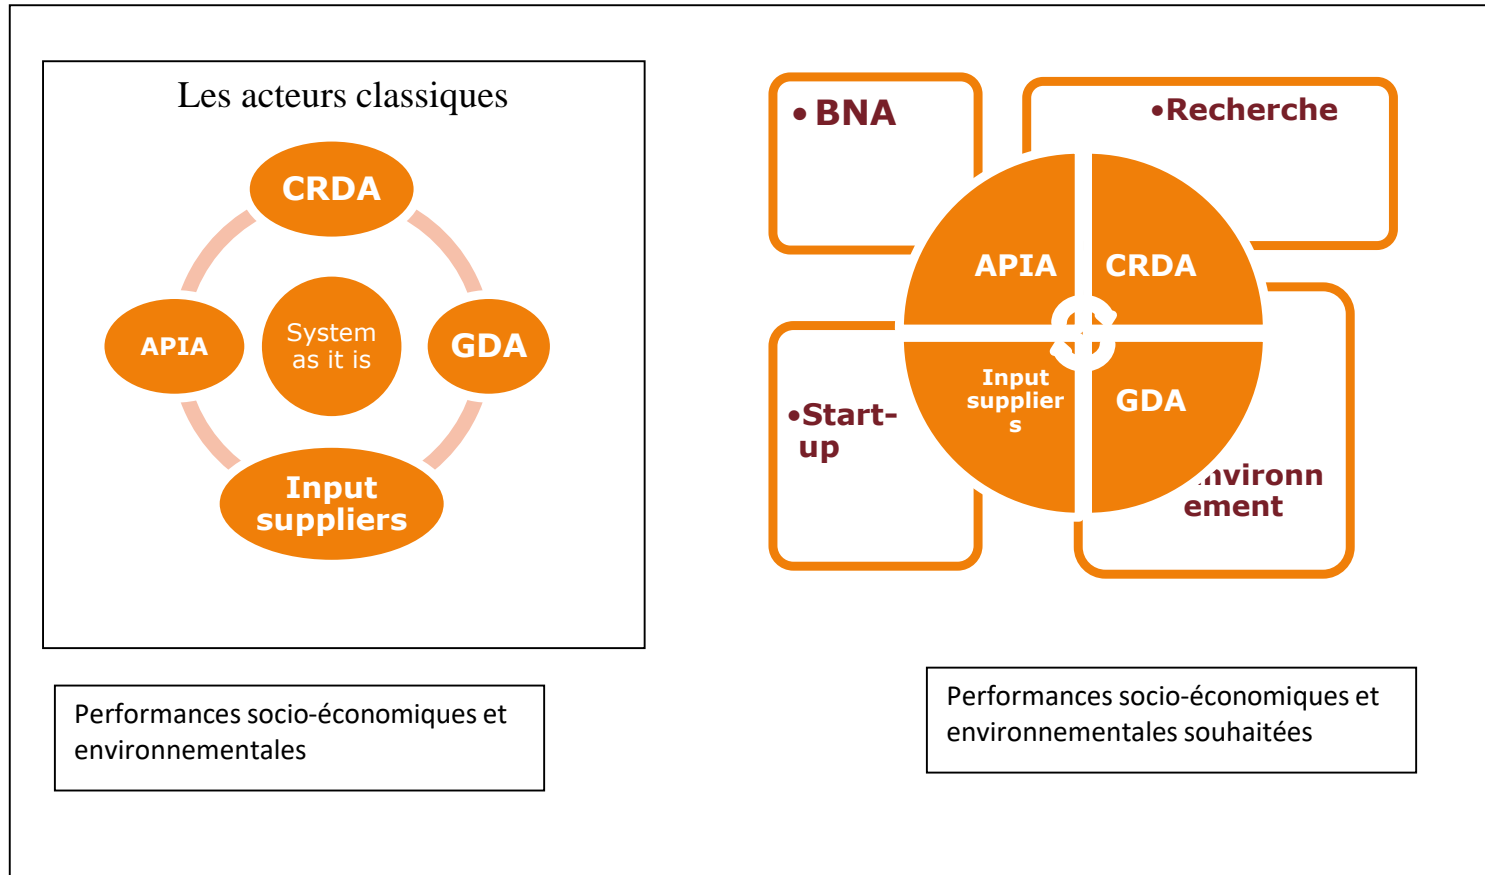 Les acteurs classiques
CRDA
APIA
System
as it is
GDA
Input
suppliers
Performances socio-économiques et
environnementales
• BNA
•Recherche
APIA
CRDA
Input
supplier
s
GDA
•Start-
up
nvironn
ement
Performances socio-économiques et
environnementales souhaitées